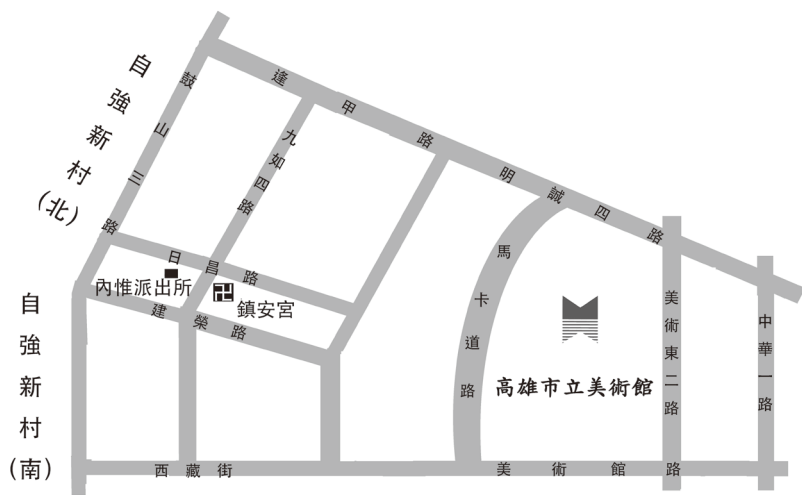 自強新村(北)
鼓山三路
逢甲路
明誠四路
九如四路
日昌路
內惟派出所
鎮安宮
建榮路
自強新村(南)
馬卡道路
高雄市立美術館
美術東二路
中華一路
西藏街
美術館路